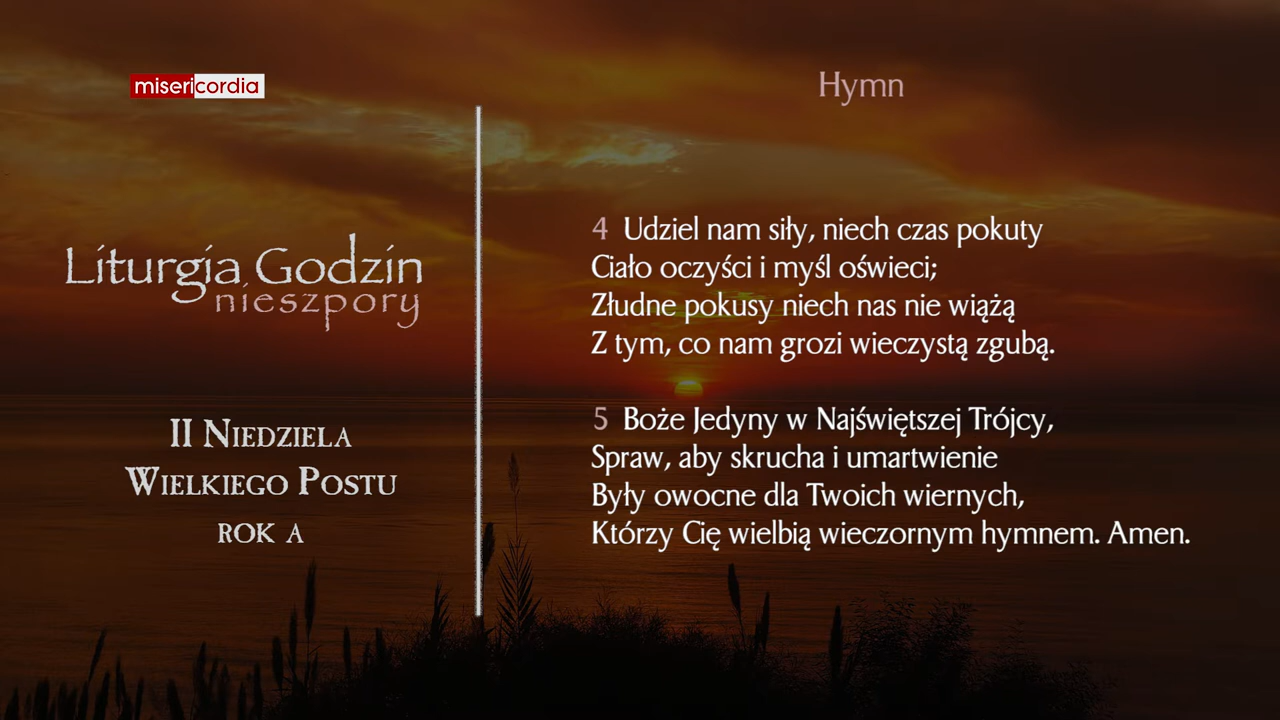 misericordia
Liturgia Godzin
nieszpory
II Niedziela
Wielkiego Postu
rok a
Hymn
4 Udziel nam siły, niech czas pokuty
Ciało oczyści i myśl oświeci;
Złudne pokusy niech nas nie wiążą
Z tym, co nam grozi wieczystą zgubą.
5 Boże Jedyny w Najświętszej Trójcy,
Spraw, aby skrucha i umartwienie
Były owocne dla Twoich wiernych,
Którzy Cię wielbią wieczornym hymnem. Amen.